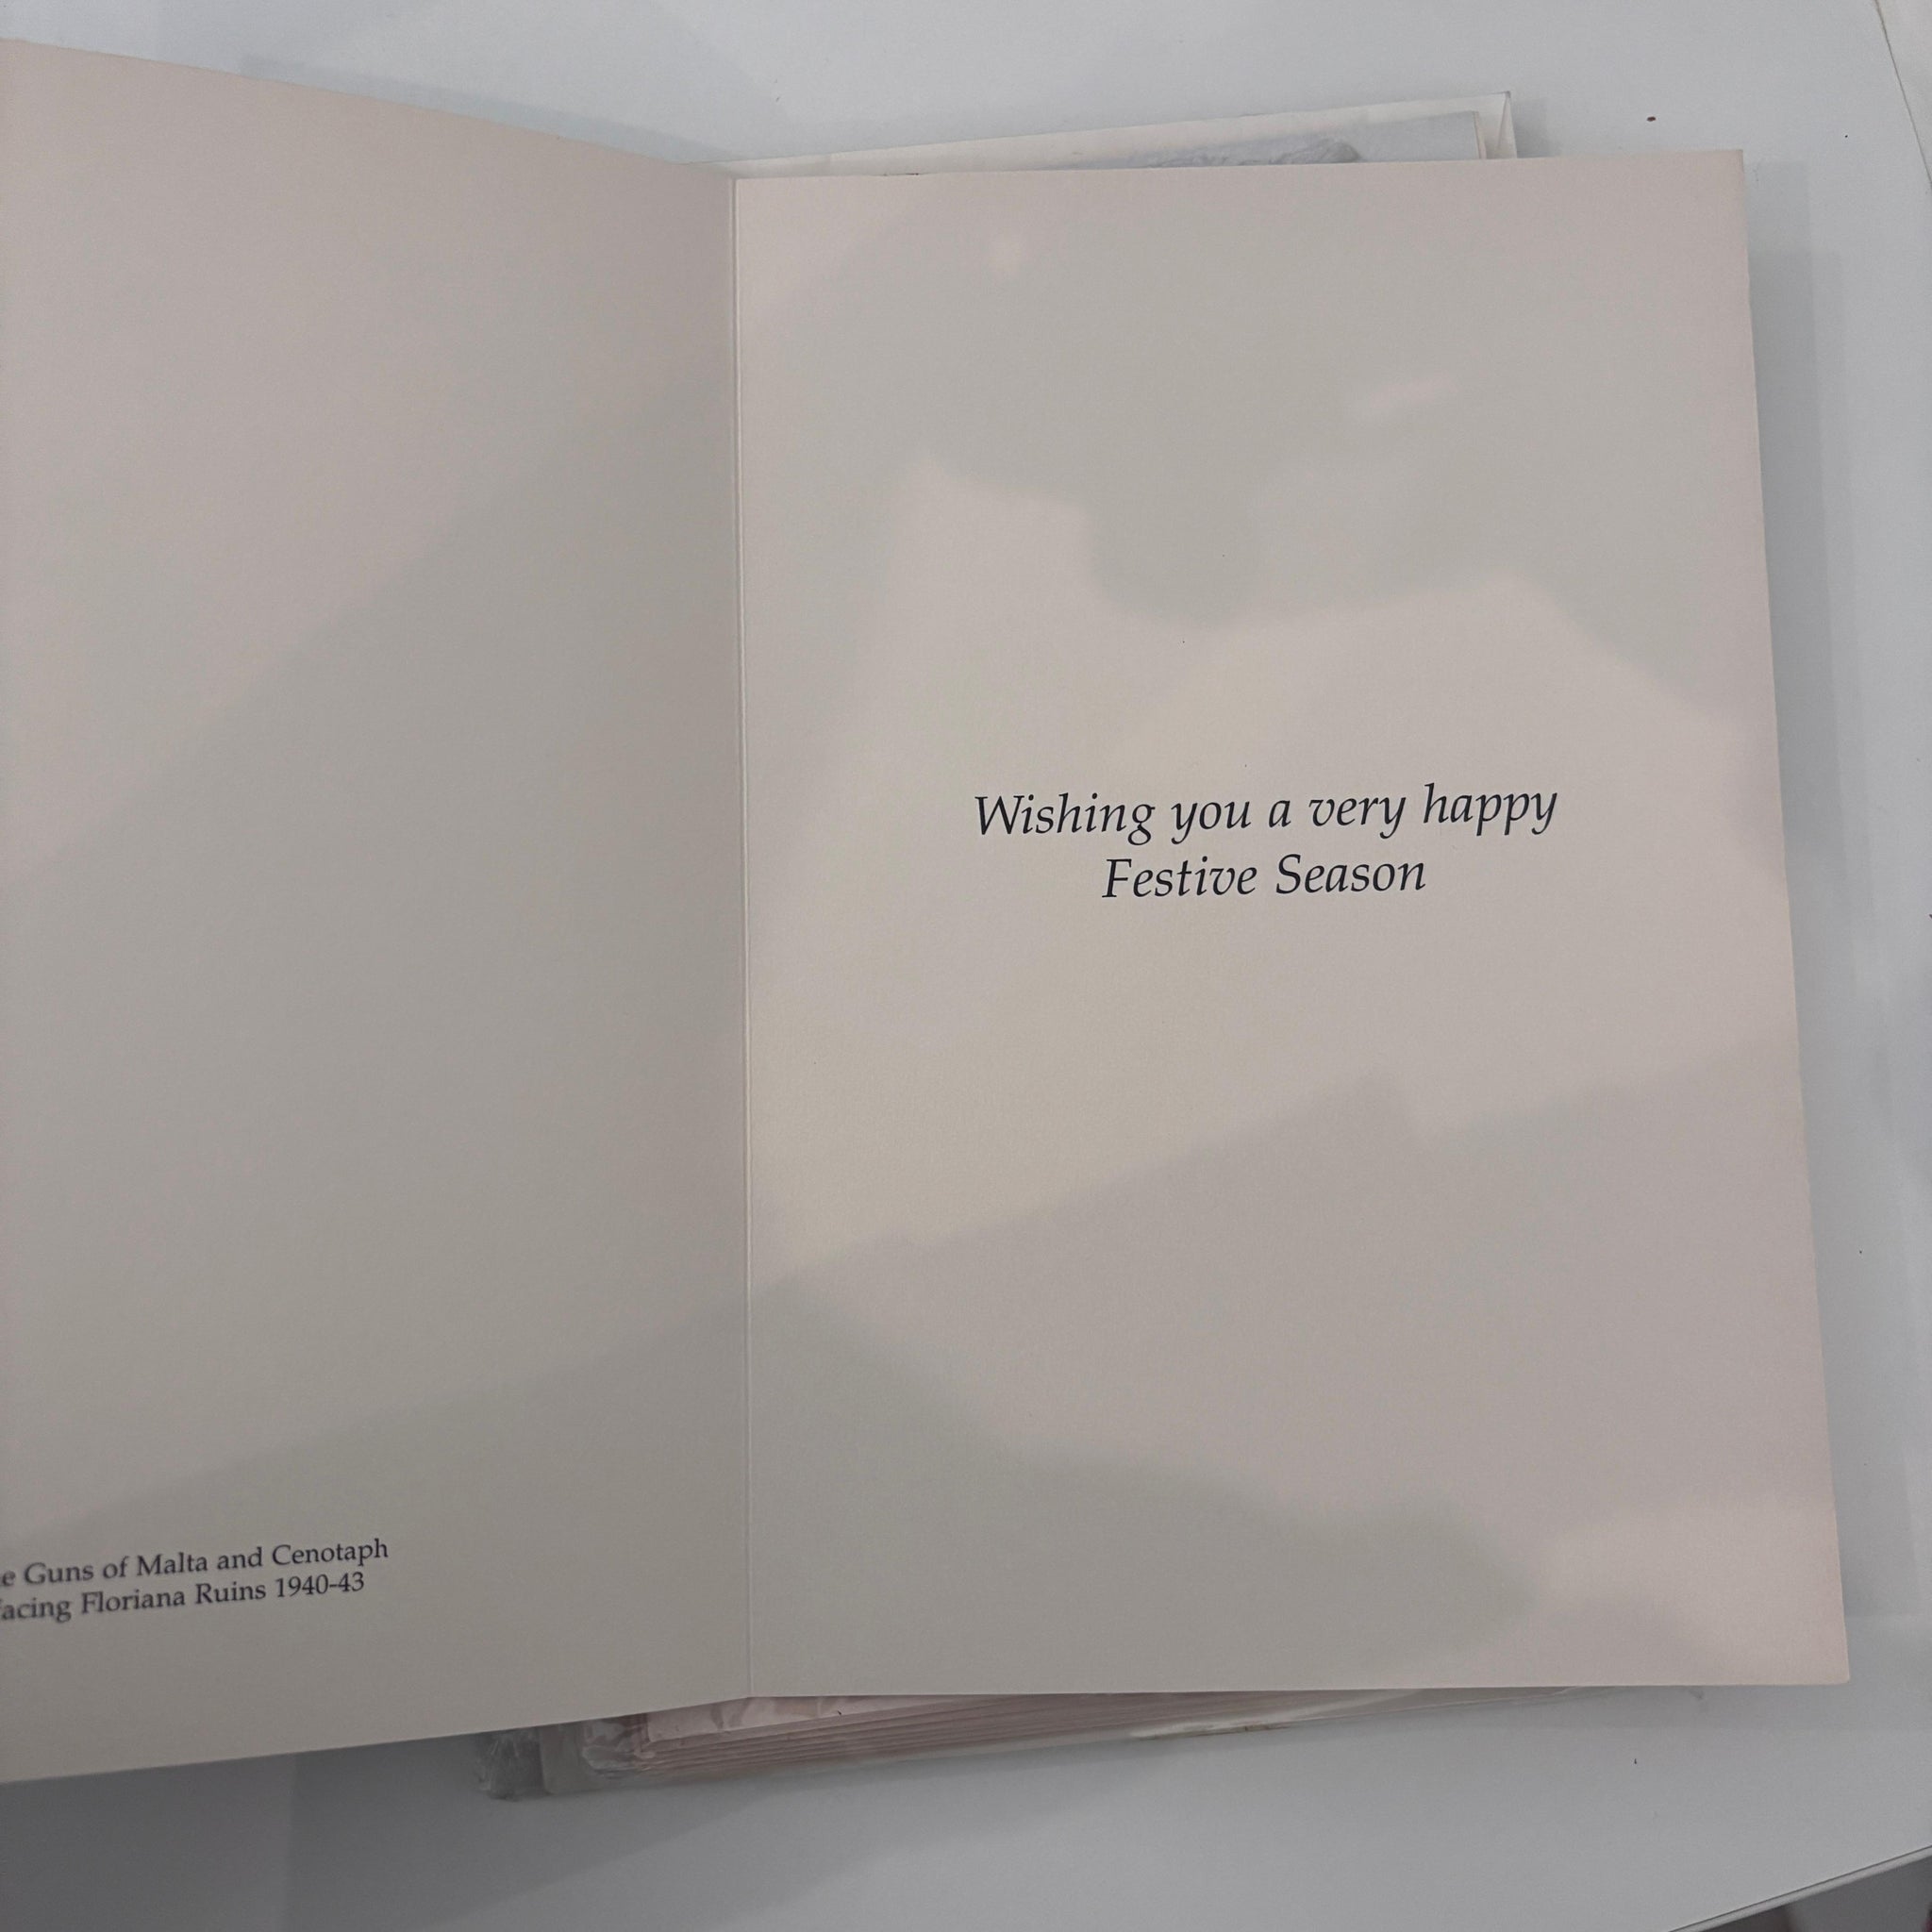 Guns of Malta and Cenotaph
Floriana Ruins 1940-43
Wishing you a very happy
Festive Season